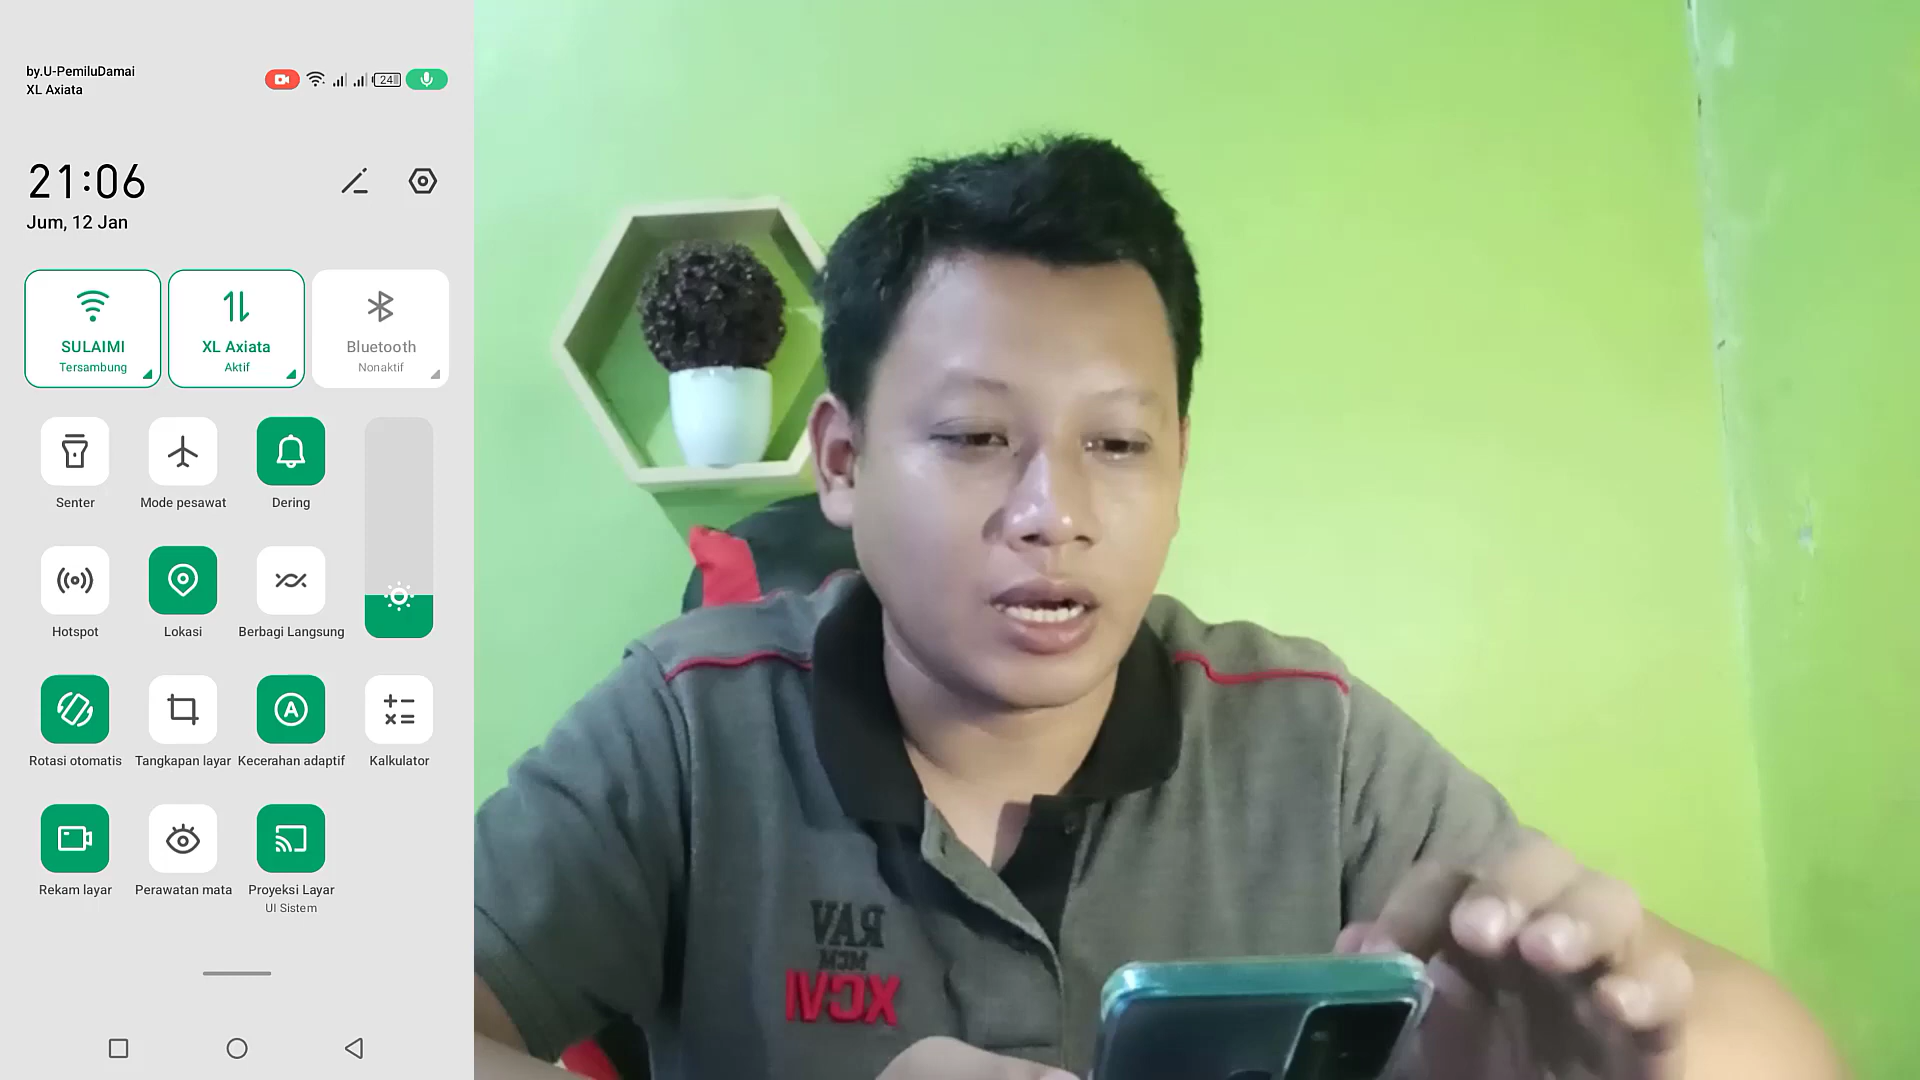 by.U-PemiluDamai
XL Axiata
24
21:06
Jum, 12 Jan
SULAIMI
Tersambung
XL Axiata
Aktif
Bluetooth
Nonaktif
Senter
Mode pesawat
Dering
Hotspot
Lokasi
Berbagi Langsung
Rotasi otomatis
Tangkapan layar
Kecerahan adaptif
Kalkulator
Rekam layar
Perawatan mata
Proyeksi Layar
UI Sistem
RAV
MCM
XCVI